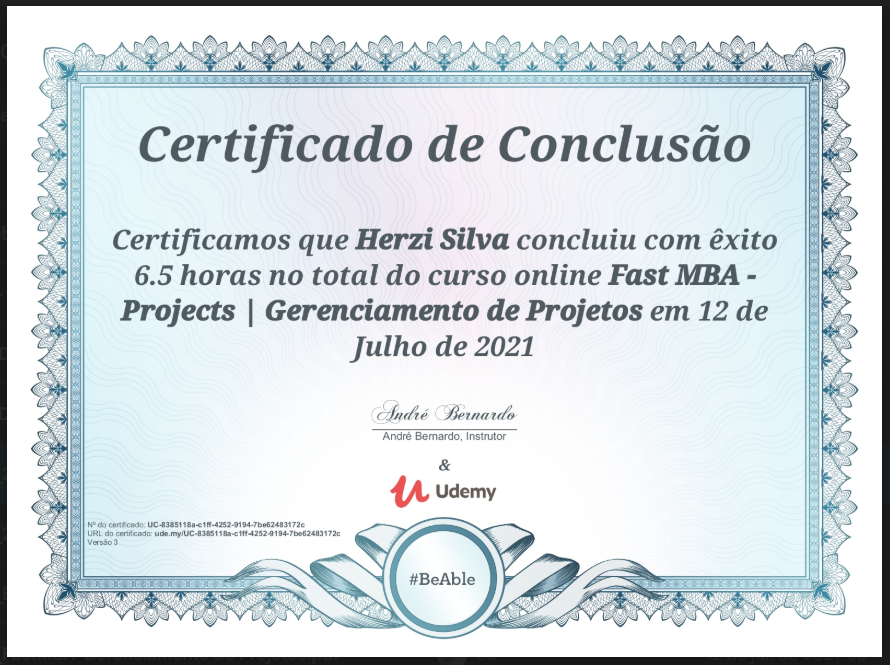 Certificado de Conclusão
Certificamos que Herzi Silva concluiu com êxito
6.5 horas no total do curso online Fast MBA -
Projects | Gerenciamento de Projetos em 12 de
Julho de 2021
André Bernardo
André Bernardo, Instrutor
&
Udemy
Nº do certificado: UC-8385118a-c1ff-4252-9194-7be62483172c
URL do certificado: ude.my/UC-8385118a-c1ff-4252-9194-7be62483172c
Versão 3
#BeAble